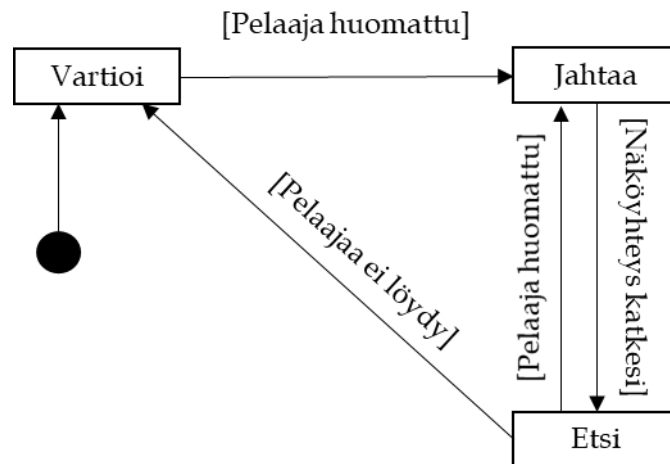 [Pelaaja huomattu]
Vartioi
Jahtaa
[Pelaajaa ei löydy]
[Pelaaja huomattu]
[Näköyhteys katkesi]
Etsi